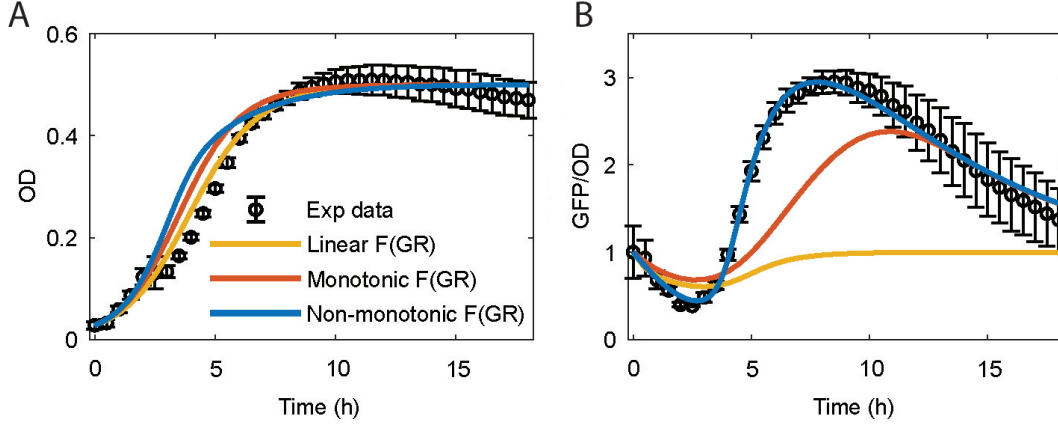 A
0.6
0.4
0.2
0
OD
0
5
10
15
Time (h)
Exp data
Linear F(GR)
Monotonic F(GR)
Non-monotonic F(GR)
B
3
2
1
0
GFP/OD
0
5
10
15
Time (h)